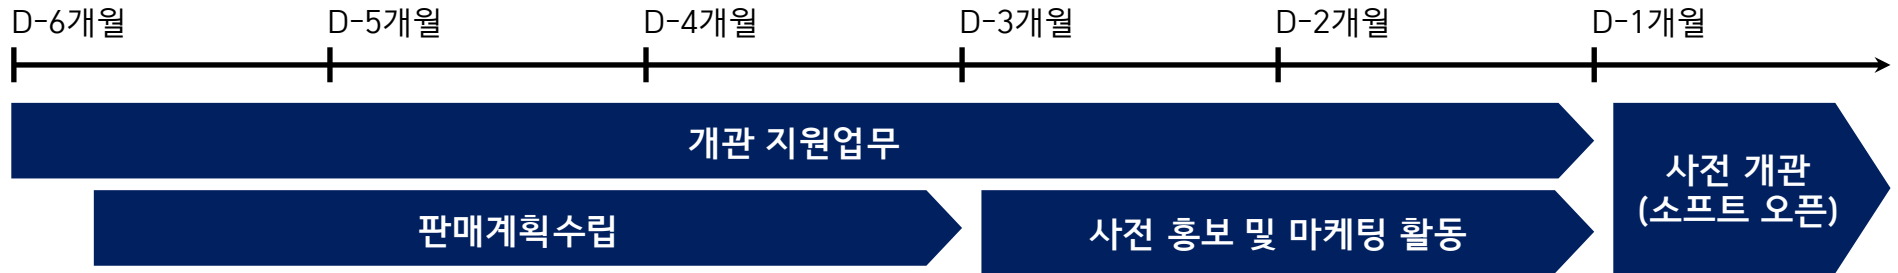 D-6개월 D-5개월 D-4개월 D-3개월 D-2개월 D-1개월
개관 지원업무
사전 개관
(소프트 오픈)
판매계획수립
사전 홍보 및 마케팅 활동